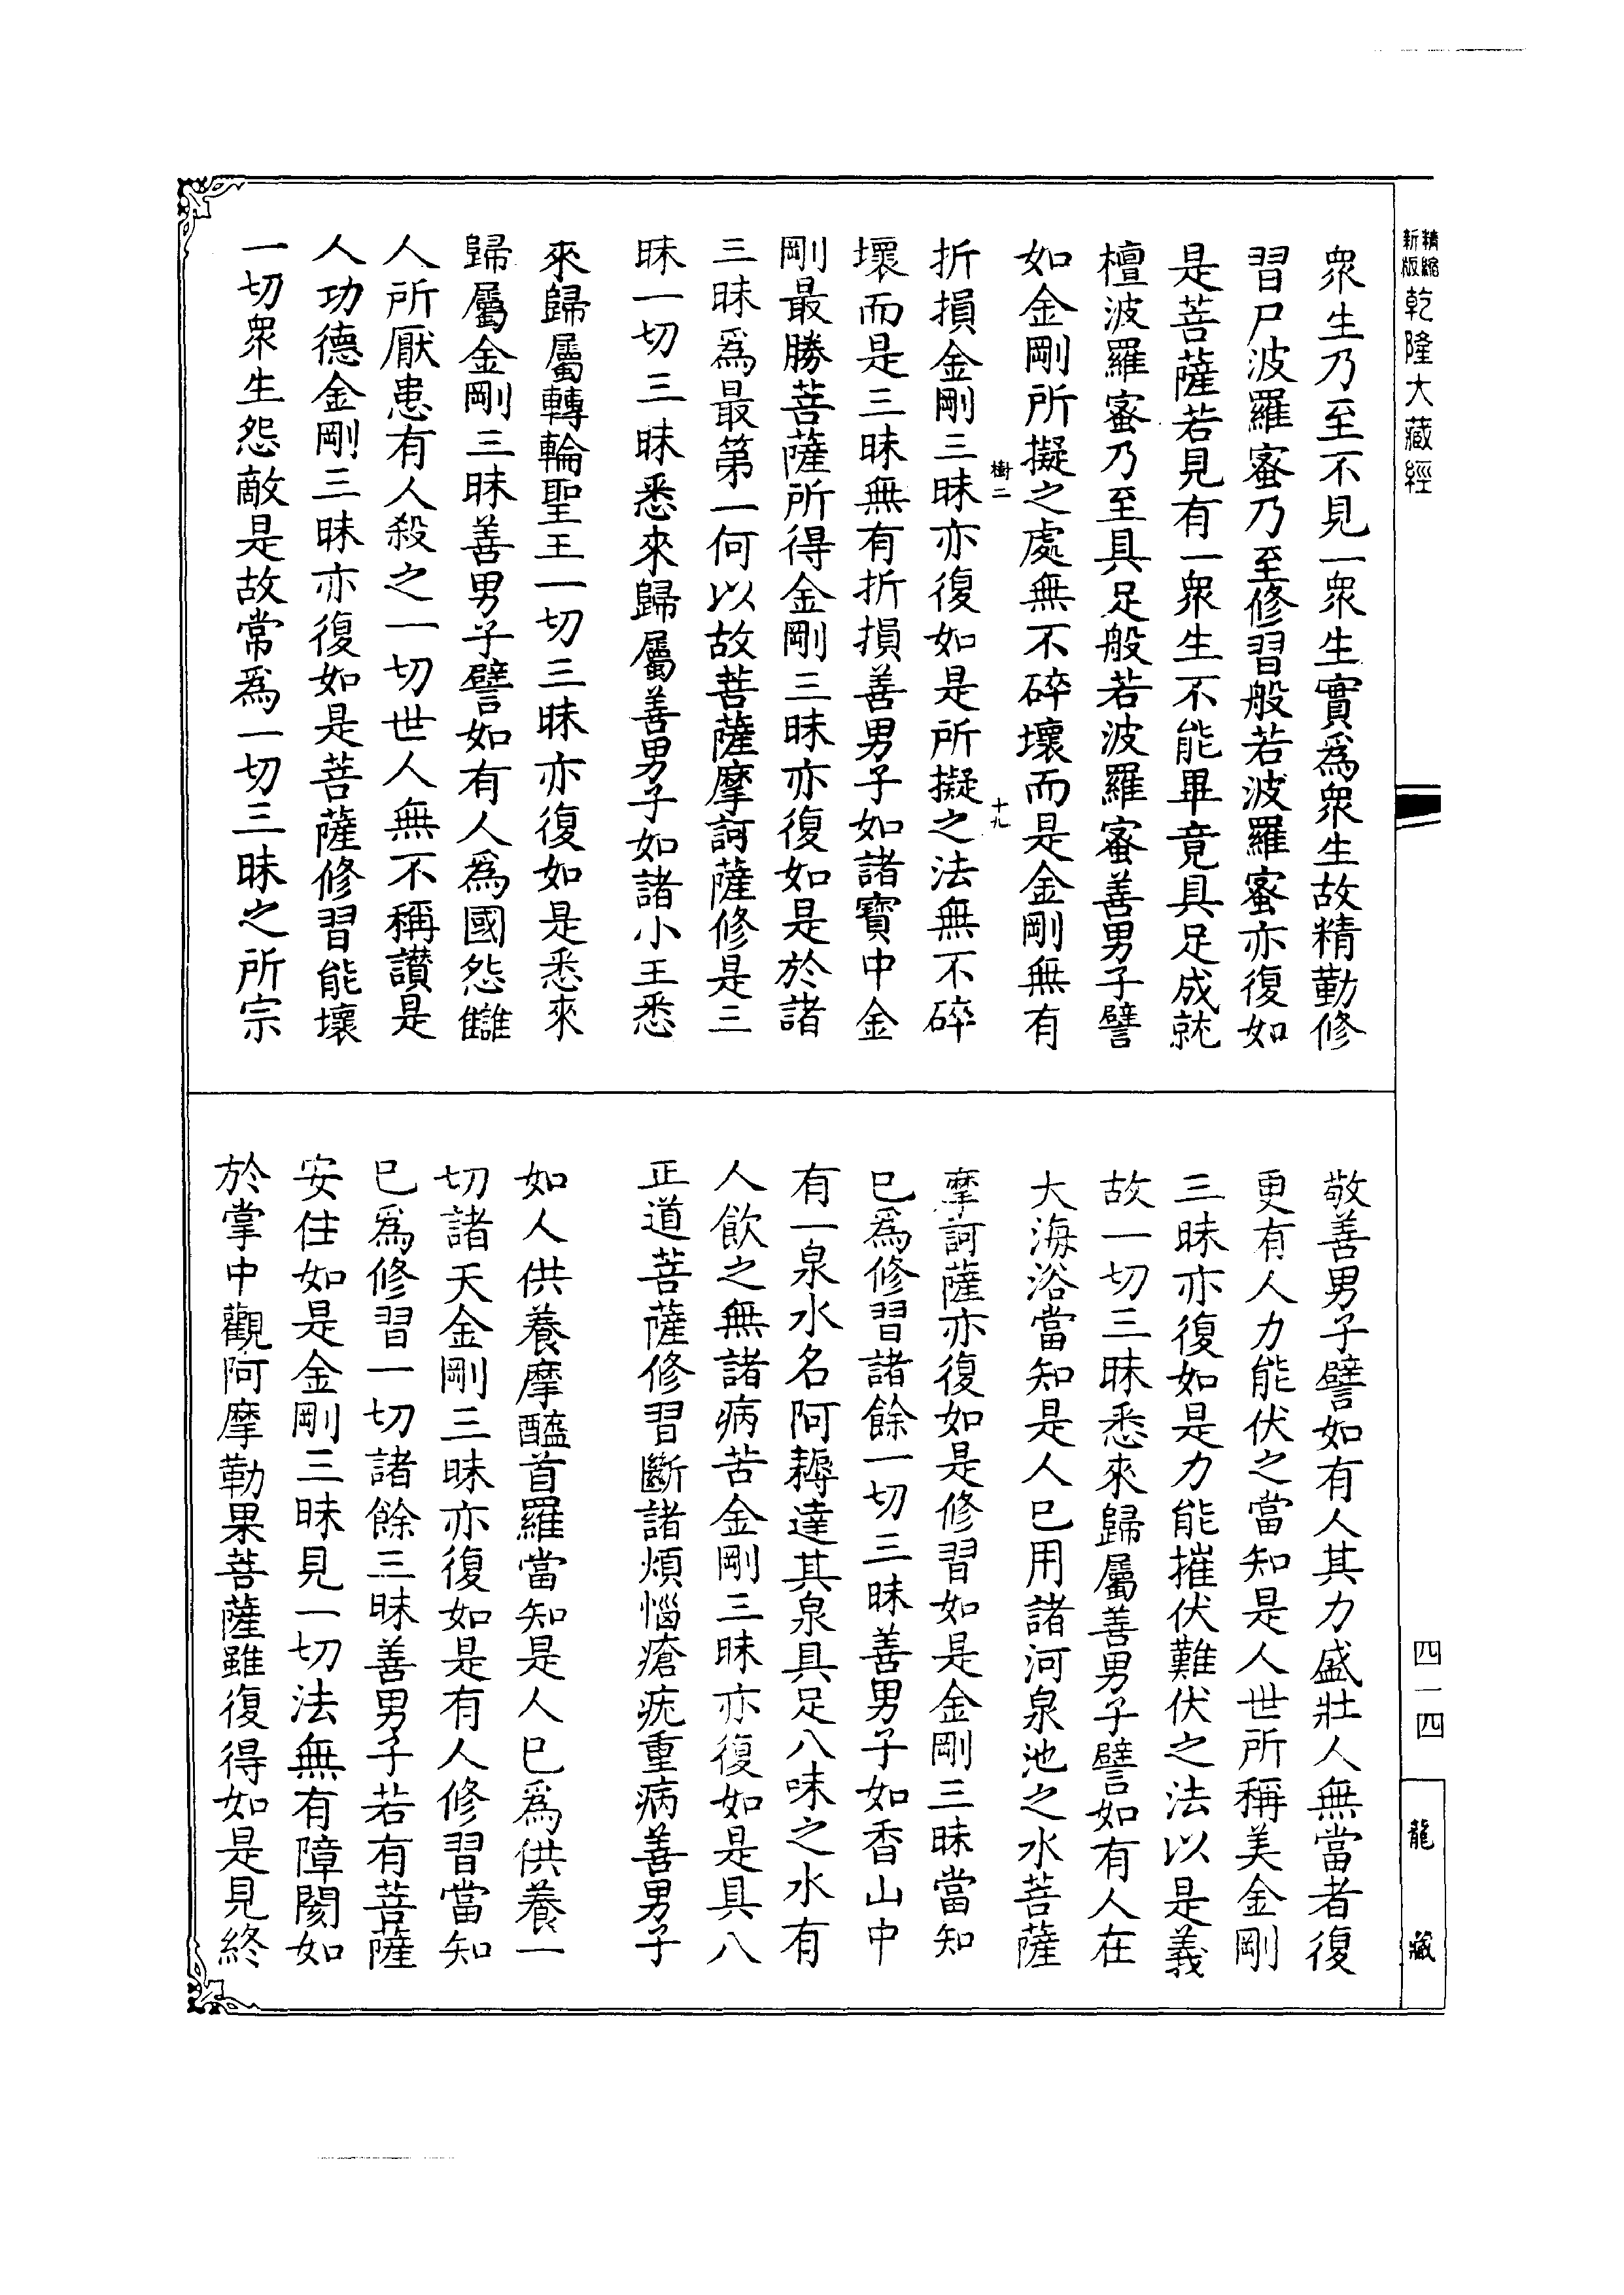 精縮新版乾隆大藏經
衆生乃至不見一衆生實爲衆生故精勤修
習尸波羅蜜乃至修習般若波羅蜜亦復如
是菩薩若見有一衆生不能畢竟具足成就
檀波羅蜜乃至具足般若波羅蜜善男子譬
如金剛所擬之處無不碎壞而是金剛無有
樹二 十九
折損金剛三昧亦復如是所擬之法無不碎
壞而是三昧無有折損善男子如諸寶中金
剛最勝菩薩所得金剛三昧亦復如是於諸
三昧爲最第一何以故菩薩摩訶薩修是三
昧一切三昧悉來歸屬善男子如諸小王悉
來歸屬轉輪聖王一切三昧亦復如是悉來
歸屬金剛三昧善男子譬如有人爲國怨讎
人所厭患有人殺之一切世人無不稱讚是
人功德金剛三昧亦復如是菩薩修習能壞
一切衆生怨敵是故常爲一切三昧之所宗
敬善男子譬如有人其力盛壯人無當者復
更有人力能伏之當知是人世所稱美金剛
三昧亦復如是力能摧伏難伏之法以是義
故一切三昧悉來歸屬善男子譬如有人在
大海浴當知是人已用諸河泉池之水菩薩
摩訶薩亦復如是修習如是金剛三昧當知
已爲修習諸餘一切三昧善男子如香山中
有一泉水名阿耨達其泉具足八味之水有
人飲之無諸病苦金剛三昧亦復如是具八
正道菩薩修習斷諸煩惱瘡疣重病善男子
如人供養摩醯首羅當知是人已爲供養一
切諸天金剛三昧亦復如是有人修習當知
已爲修習一切諸餘三昧善男子若有菩薩
安住如是金剛三昧見一切法無有障閡如
於掌中觀阿摩勒果菩薩雖復得如是見終
四一四
龍藏